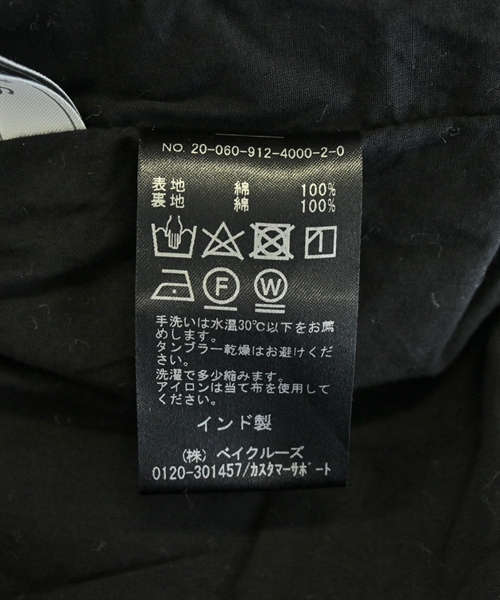 NO. 20-060-912-4000-2-0
表地 綿 100%
裏地 綿 100%
F W
手洗いは水温30℃以下をお薦
めします。
タンブラー乾燥はお避けくだ
さい。
洗濯で多少縮みます。
アイロンは当て布を使用して
ください。
インド製
(株) ベイクルーズ
0120-301457/カスタマーサポート